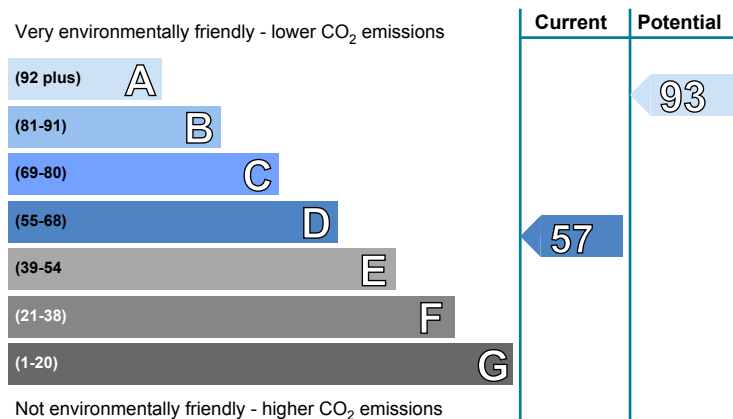 Current Potential
Very environmentally friendly - lower CO₂ emissions
(92 plus) A
93
(81-91) B
(69-80) C
(55-68) D
57
(39-54 E
(21-38) F
(1-20) G
Not environmentally friendly - higher CO₂ emissions